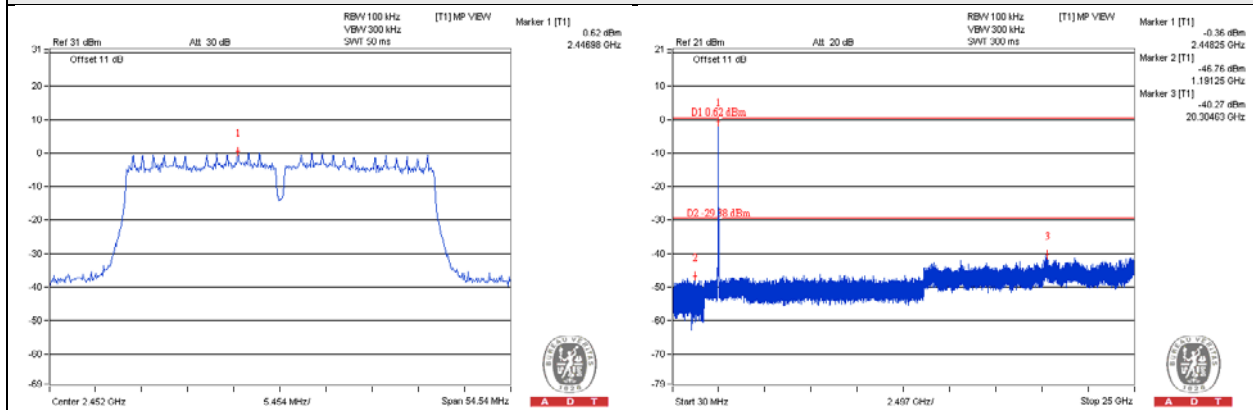 RBW 100 kHz
[T1] MP VIEW
VBW 300 kHz
Ref 31 dBm
Att 30 dB
SWT 50 ms
Marker 1 [T1]
0.62 dBm
2.44698 GHz
31
Offset 11 dB
20
10
1
0
-10
-20
-30
-40
-50
-60
-69
Center 2.452 GHz
5.454 MHz/
Span 54.54 MHz
BUREAU VERITAS
1828
A D T
RBW 100 kHz
[T1] MP VIEW
VBW 300 kHz
Ref 21 dBm
Att 20 dB
SWT 300 ms
Marker 1 [T1]
-0.36 dBm
2.44825 GHz
Marker 2 [T1]
-46.76 dBm
1.19125 GHz
Marker 3 [T1]
-40.27 dBm
20.30463 GHz
21
Offset 11 dB
10
1
D1 0.62 dBm
0
-10
-20
D2 -29.38 dBm
-30
3
-40
2
-50
-60
-70
-79
Start 30 MHz
2.497 GHz/
Stop 25 GHz
BUREAU VERITAS
1828
A D T